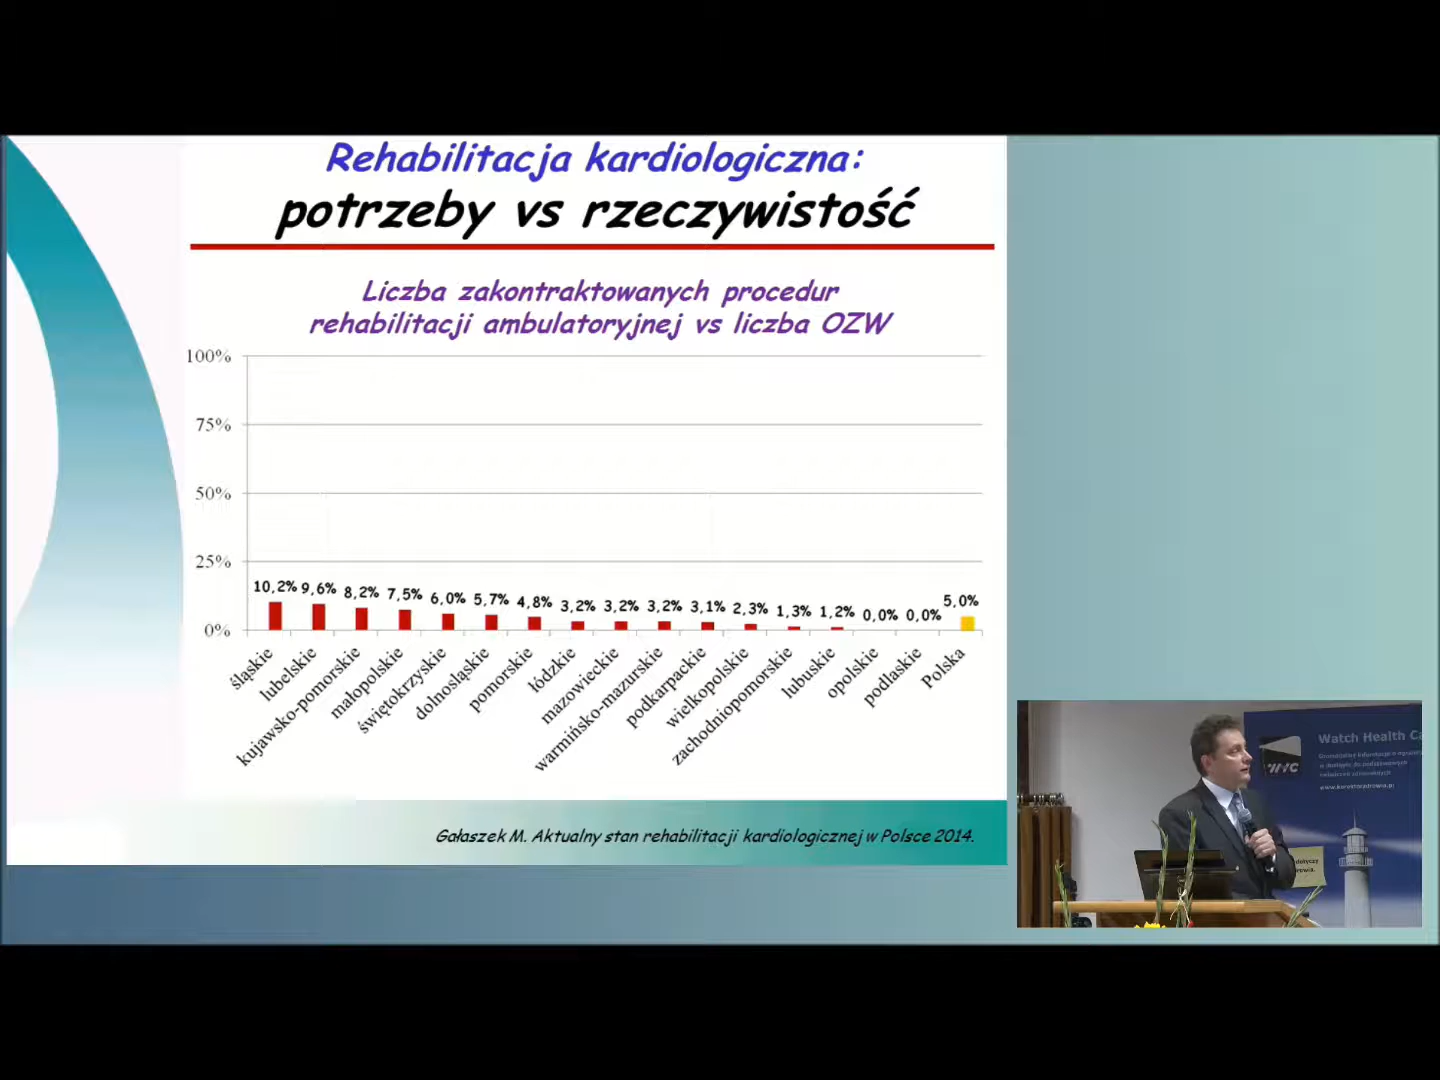 Rehabilitacja kardiologiczna:
potrzeby vs rzeczywistość
Liczba zakontraktowanych procedur
rehabilitacji ambulatoryjnej vs liczba OZW
100%
75%
50%
25%
0%
10,2% 9,6% 8,2% 7,5% 6,0% 5,7% 4,8% 3,2% 3,2% 3,2% 3,1% 2,3% 1,3% 1,2% 0,0% 0,0% 5,0%
śląskie
lubelskie
kujawsko-pomorskie
małopolskie
świętokrzyskie
dolnośląskie
pomorskie
łódzkie
mazowieckie
warmińsko-mazurskie
podkarpackie
wielkopolskie
zachodniopomorskie
lubuskie
opolskie
podlaskie
Polska
Gałaszek M. Aktualny stan rehabilitacji kardiologicznej w Polsce 2014.
Watch Health Ca
www.korektorzdrowia.pl